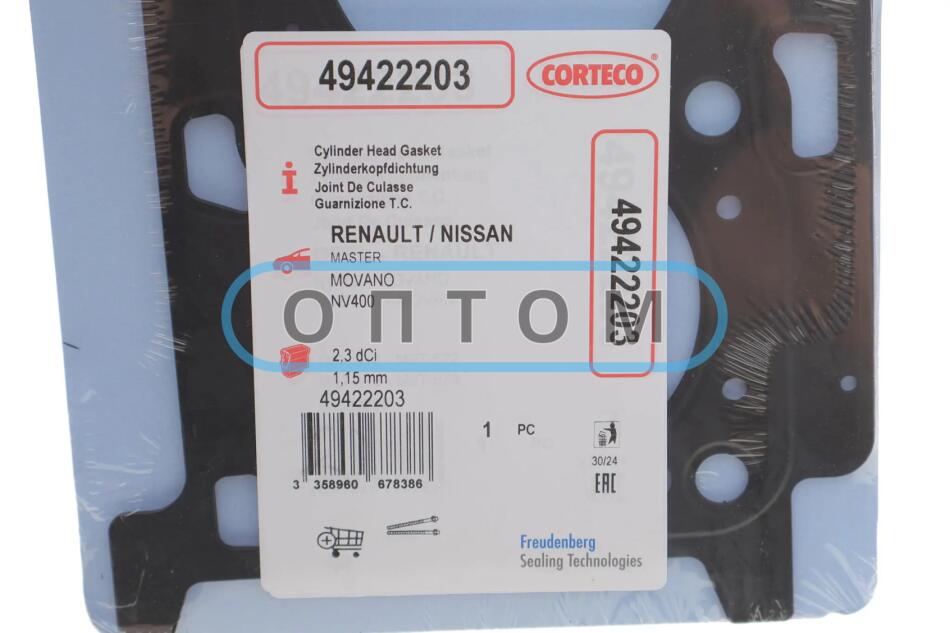 49422203
CORTECO®
Cylinder Head Gasket
Zylinderkopfdichtung
Joint De Culasse
Guarnizione T.C.
49422203
RENAULT / NISSAN
MASTER
MOVANO
NV400
ОПТОМ
2,3 dCi
1,15 mm
49422203
1 PC
3 358960 678386
30/24
EAC
Freudenberg
Sealing Technologies